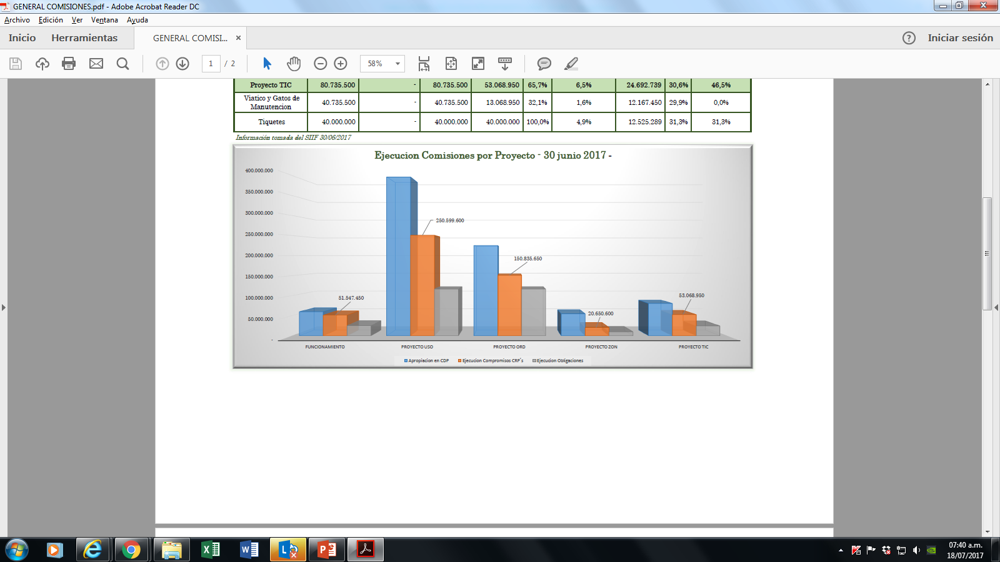 GENERAL COMISIONES.pdf - Adobe Acrobat Reader DC
Archivo Edición Ver Ventana Ayuda
Inicio Herramientas GENERAL COMISI... × ? Iniciar sesión
1 / 2 58%
Proyecto TIC 80.735.500 - 80.735.500 53.068.950 65,7% 6,5% 24.692.739 30,6% 46,5%
Viatico y Gatos de Manutencion 40.735.500 - 40.735.500 13.068.950 32,1% 1,6% 12.167.450 29,9% 0,0%
Tiquetes 40.000.000 - 40.000.000 40.000.000 100,0% 4,9% 12.525.289 31,3% 31,3%
Información tomada del SIIF 30/06/2017
Ejecucion Comisiones por Proyecto - 30 junio 2017 -
400.000.000
350.000.000
300.000.000
250.000.000
200.000.000
150.000.000
100.000.000
50.000.000
-
51.547.450
250.599.600
150.835.650
20.650.600
53.068.950
FUNCIONAMIENTO PROYECTO USO PROYECTO ORD PROYECTO ZON PROYECTO TIC
Apropiacion en CDP Ejecucion Compromisos CRP's Ejecucion Obligaciones
07:40 a.m.
18/07/2017